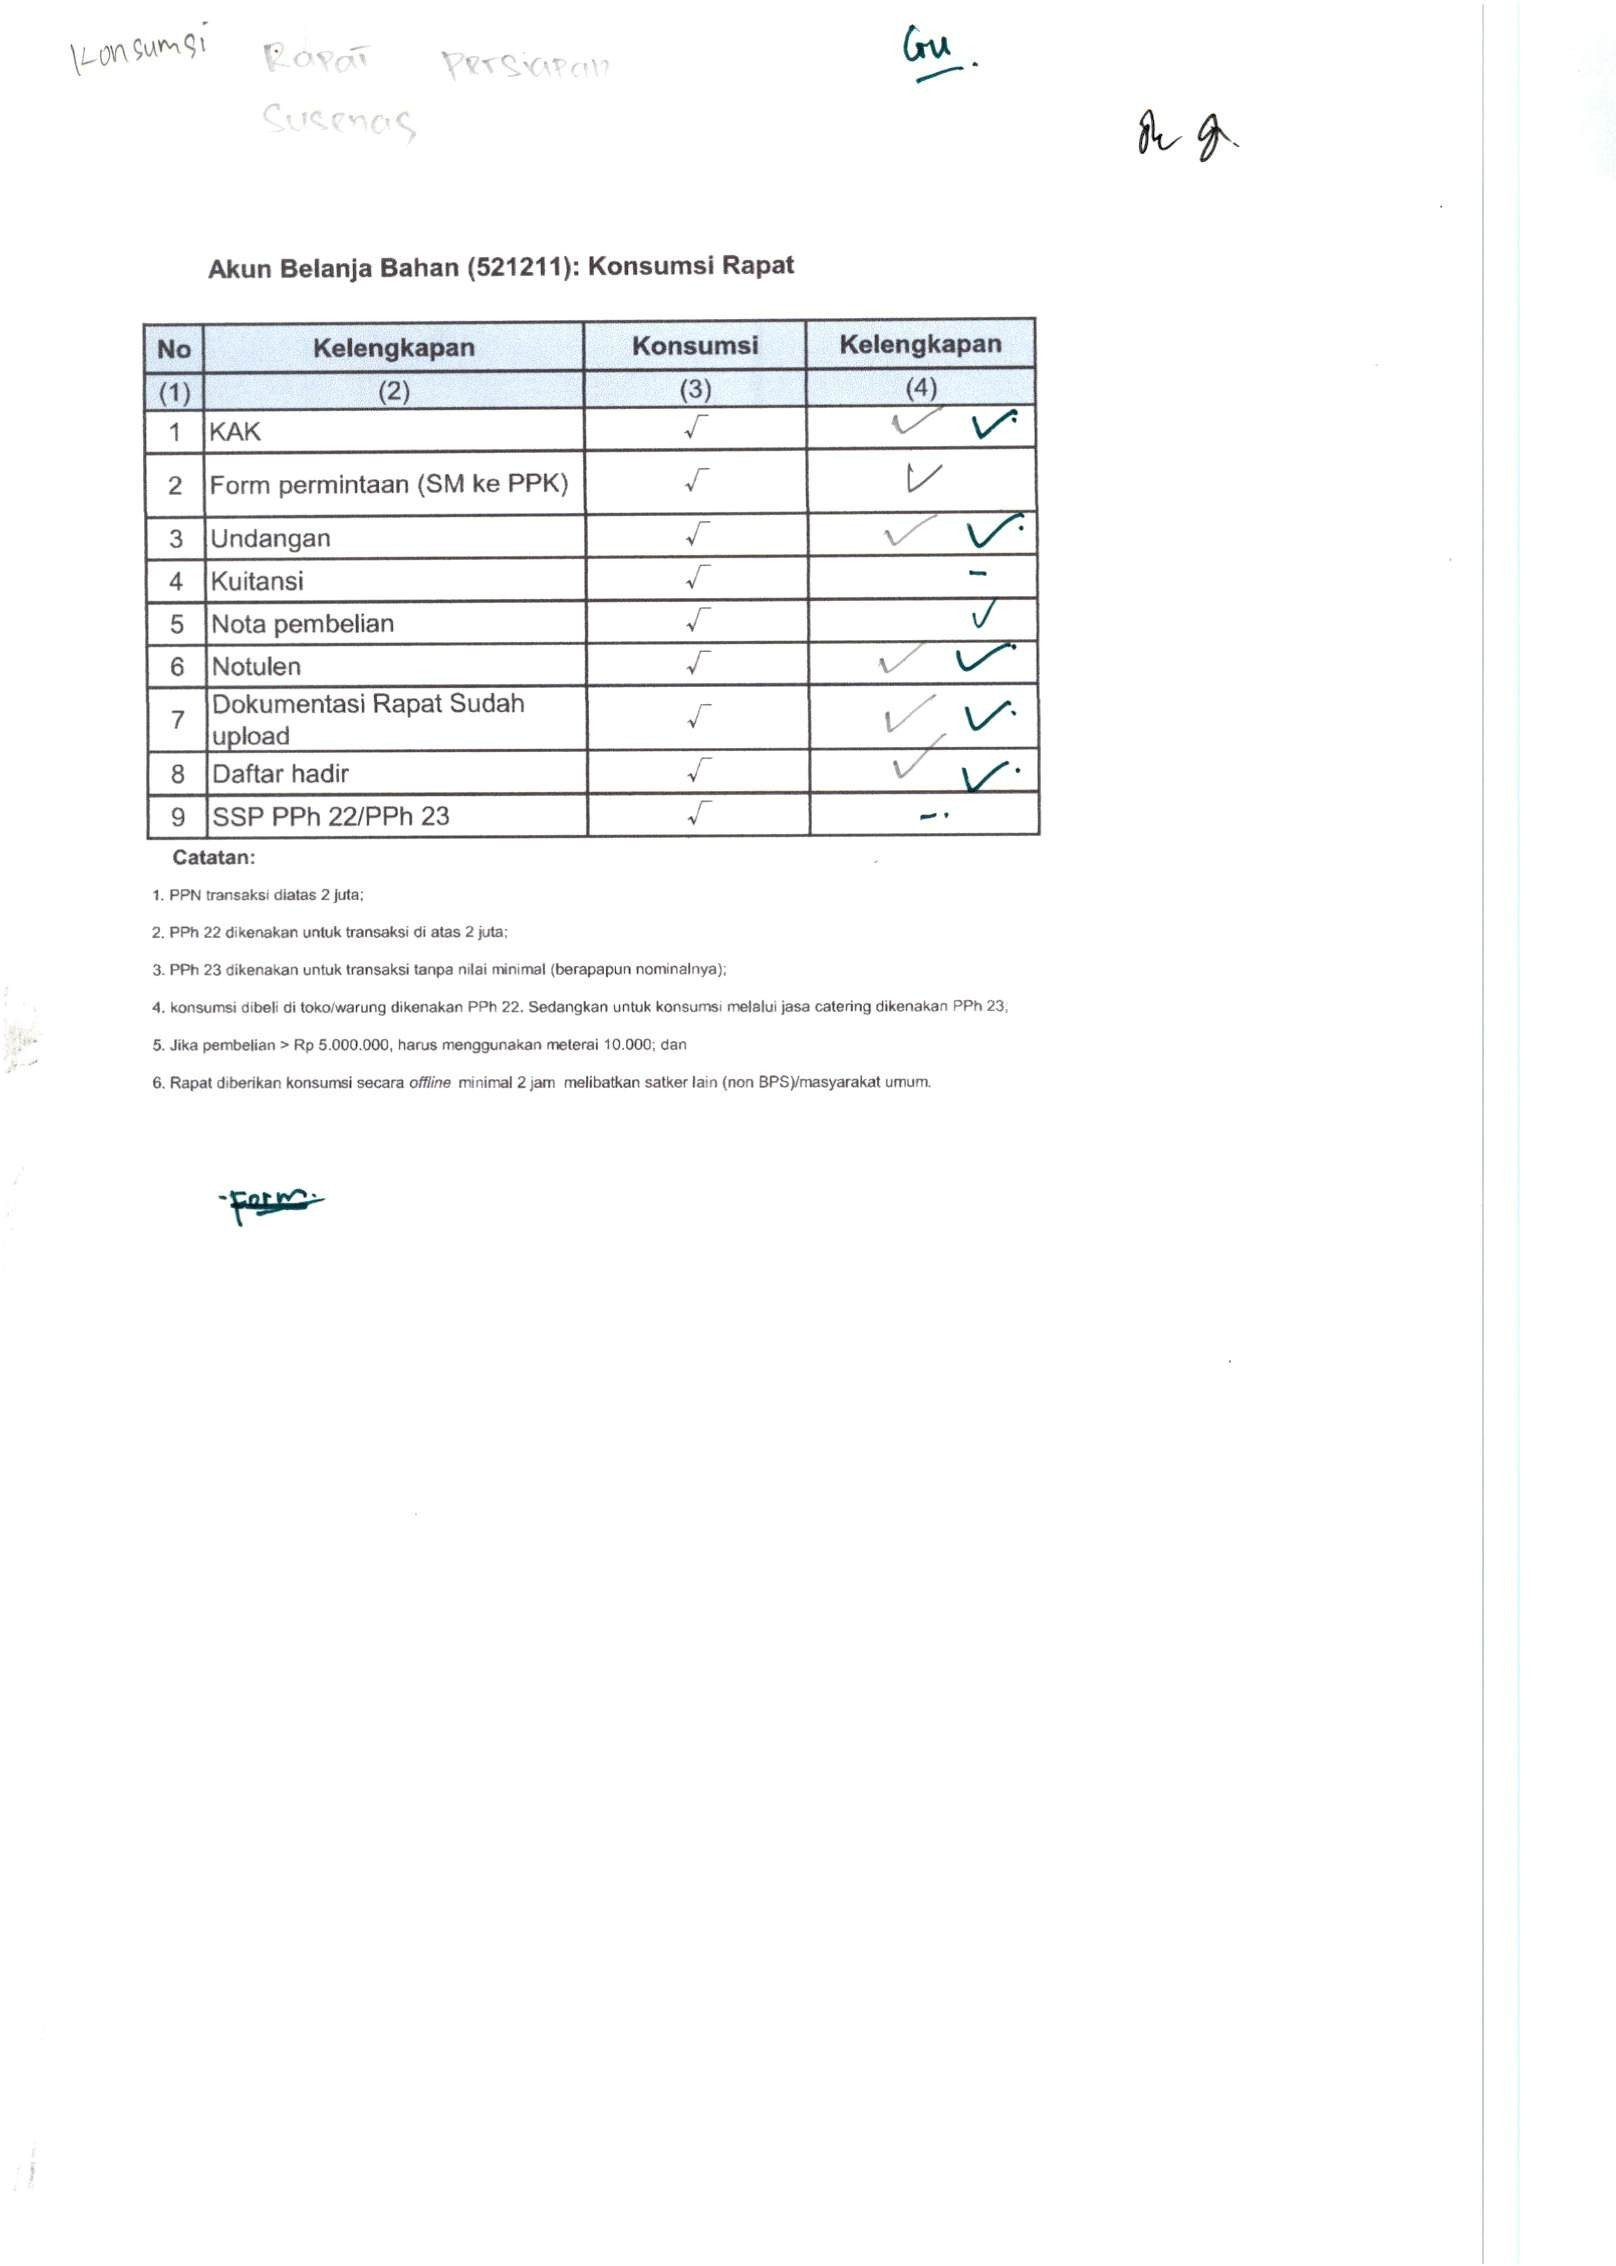 Konsumsi Rapat Persiapan
Susenas
Gu.
Akun Belanja Bahan (521211): Konsumsi Rapat
No Kelengkapan Konsumsi Kelengkapan
(1) (2) (3) (4)
1 KAK √ ✓ ✓
2 Form permintaan (SM ke PPK) √ ✓
3 Undangan √ ✓ ✓
4 Kuitansi √ -
5 Nota pembelian √ ✓
6 Notulen √ ✓ ✓
7 Dokumentasi Rapat Sudah
upload √ ✓ ✓
8 Daftar hadir √ ✓ ✓
9 SSP PPh 22/PPh 23 √ -
Catatan:
1. PPN transaksi diatas 2 juta;
2. PPh 22 dikenakan untuk transaksi di atas 2 juta;
3. PPh 23 dikenakan untuk transaksi tanpa nilai minimal (berapapun nominalnya);
4. konsumsi dibeli di toko/warung dikenakan PPh 22. Sedangkan untuk konsumsi melalui jasa catering dikenakan PPh 23;
5. Jika pembelian > Rp 5.000.000, harus menggunakan meterai 10.000; dan
6. Rapat diberikan konsumsi secara offline minimal 2 jam melibatkan satker lain (non BPS)/masyarakat umum.
- Form.